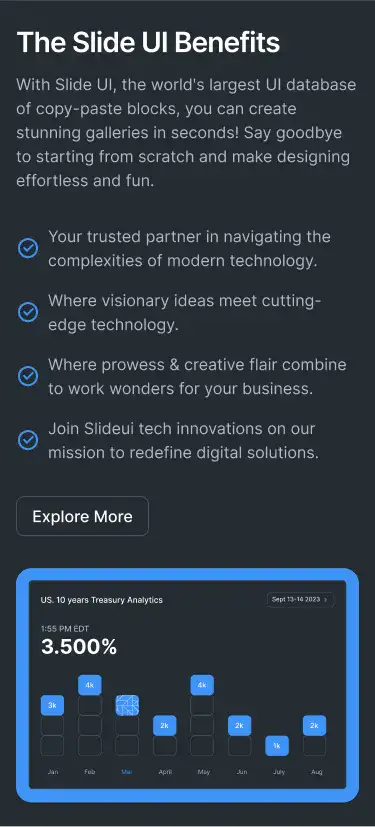 The Slide UI Benefits
With Slide UI, the world's largest UI database
of copy-paste blocks, you can create
stunning galleries in seconds! Say goodbye
to starting from scratch and make designing
effortless and fun.
Your trusted partner in navigating the
complexities of modern technology.
Where visionary ideas meet cutting-
edge technology.
Where prowess & creative flair combine
to work wonders for your business.
Join Slideui tech innovations on our
mission to redefine digital solutions.
Explore More
US. 10 years Treasury Analytics
Sept 13-14 2023 >
1:55 PM EDT
3.500%
4k 4k
3k
2k 2k 2k
1k
Jan Feb Mar April May Jun July Aug